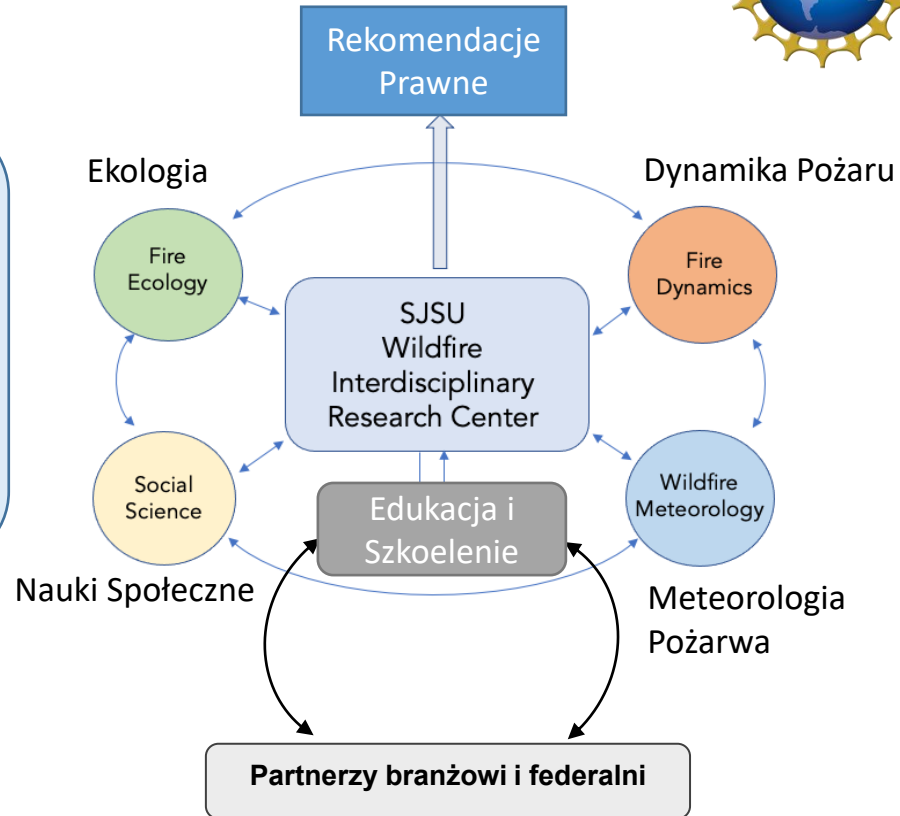 Rekomendacje
Prawne
Ekologia
Dynamika Pożaru
Fire
Ecology
Fire
Dynamics
SJSU
Wildfire
Interdisciplinary
Research Center
Social
Science
Wildfire
Meteorology
Edukacja i
Szkoelenie
Nauki Społeczne
Meteorologia
Pożarwa
Partnerzy branżowi i federalni